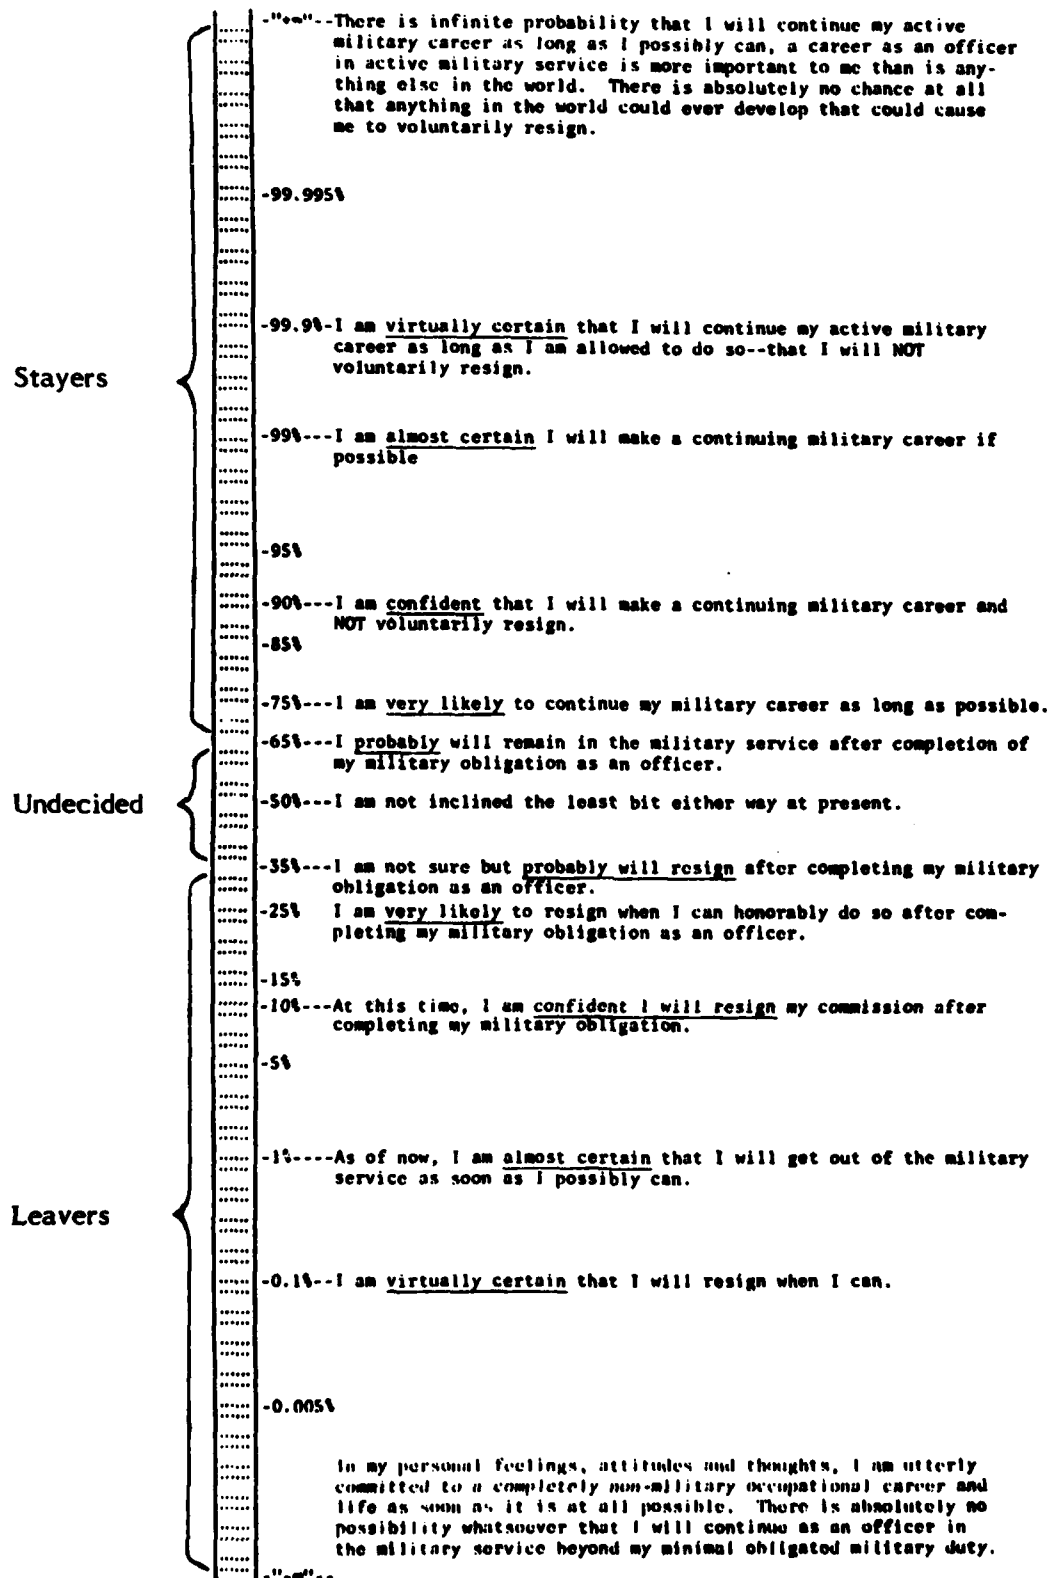 -"+∞"--There is infinite probability that I will continue my active
military career as long as I possibly can, a career as an officer
in active military service is more important to me than is any-
thing else in the world. There is absolutely no chance at all
that anything in the world could ever develop that could cause
me to voluntarily resign.
-99.995%
-99.9%-I am virtually certain that I will continue my active military
career as long as I am allowed to do so--that I will NOT
voluntarily resign.
Stayers
-99%---I am almost certain I will make a continuing military career if
possible
-95%
-90%---I am confident that I will make a continuing military career and
NOT voluntarily resign.
-85%
-75%---I am very likely to continue my military career as long as possible.
-65%---I probably will remain in the military service after completion of
my military obligation as an officer.
Undecided
-50%---I am not inclined the least bit either way at present.
-35%---I am not sure but probably will resign after completing my military
obligation as an officer.
-25% I am very likely to resign when I can honorably do so after com-
pleting my military obligation as an officer.
-15%
-10%---At this time, I am confident I will resign my commission after
completing my military obligation.
-5%
-1%----As of now, I am almost certain that I will get out of the military
service as soon as I possibly can.
Leavers
-0.1%--I am virtually certain that I will resign when I can.
-0.005%
In my personal feelings, attitudes and thoughts, I am utterly
committed to a completely non-military occupational career and
life as soon as it is at all possible. There is absolutely no
possibility whatsoever that I will continue as an officer in
the military service beyond my minimal obligated military duty.
-"-∞"--